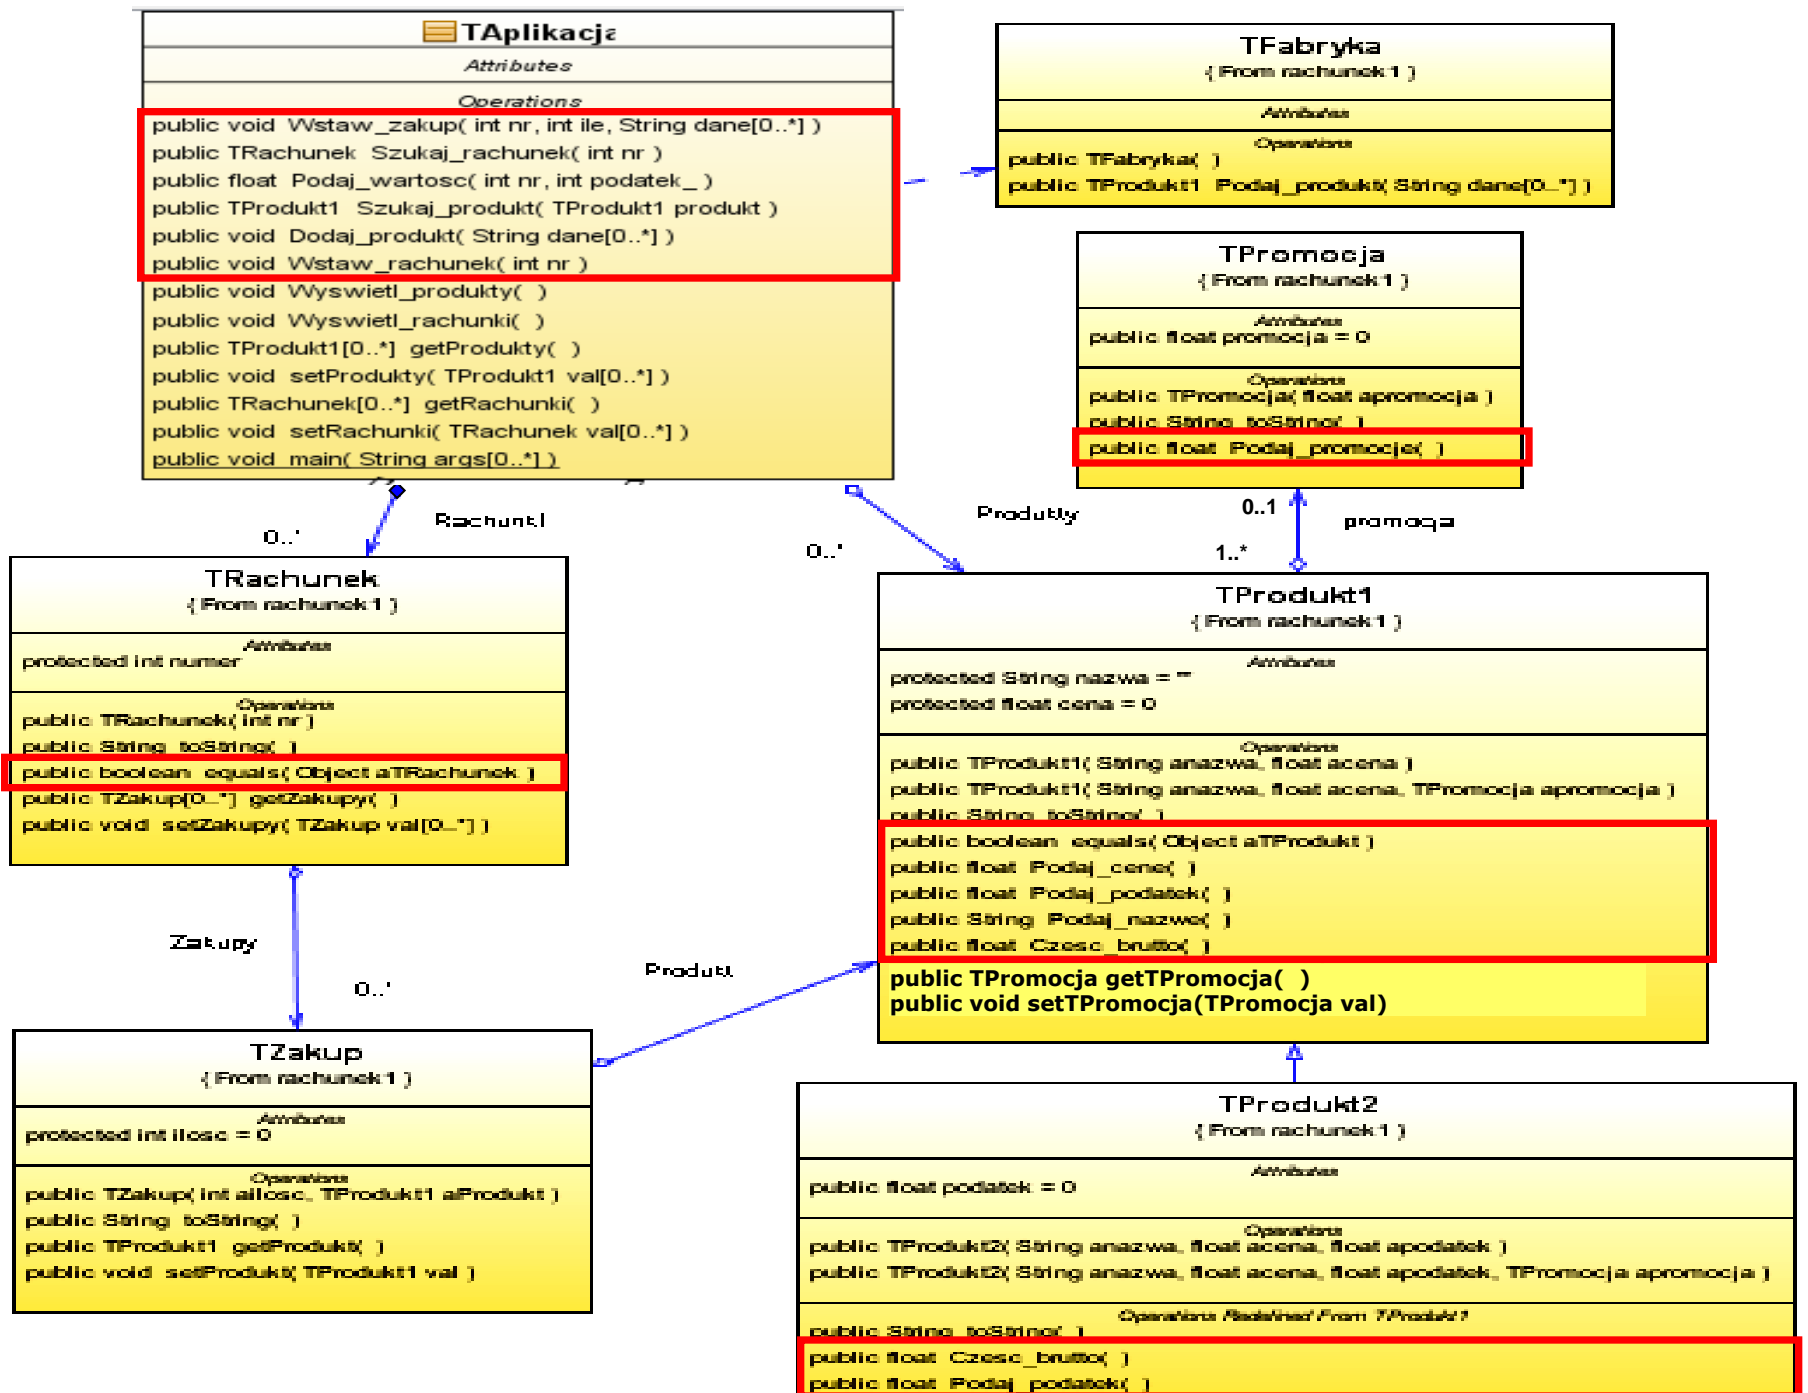 TAplikacja
Attributes
Operations
public void Wstaw_zakup( int nr, int ile, String dane[0..*] )
public TRachunek Szukaj_rachunek( int nr )
public float Podaj_wartosc( int nr, int podatek_ )
public TProdukt1 Szukaj_produkt( TProdukt1 produkt )
public void Dodaj_produkt( String dane[0..*] )
public void Wstaw_rachunek( int nr )
public void Wyswietl_produkty( )
public void Wyswietl_rachunki( )
public TProdukt1[0..*] getProdukty( )
public void setProdukty( TProdukt1 val[0..*] )
public TRachunek[0..*] getRachunki( )
public void setRachunki( TRachunek val[0..*] )
public void main( String args[0..*] )
TFabryka
{ From rachunek1 }
Attributes
Operations
public TFabryka( )
public TProdukt1 Podaj_produkt( String dane[0..*] )
TPromocja
{ From rachunek1 }
Attributes
public float promocja = 0
Operations
public TPromocja( float apromocja )
public String toString( )
public float Podaj_promocje( )
Rachunki
0..*
Produkty
0..*
0..1
promocja
1..*
TRachunek
{ From rachunek1 }
Attributes
protected int numer
Operations
public TRachunek( int nr )
public String toString( )
public boolean equals( Object aTRachunek )
public TZakup[0..*] getZakupy( )
public void setZakupy( TZakup val[0..*] )
TProdukt1
{ From rachunek1 }
Attributes
protected String nazwa = ""
protected float cena = 0
Operations
public TProdukt1( String anazwa, float acena )
public TProdukt1( String anazwa, float acena, TPromocja apromocja )
public String toString( )
public boolean equals( Object aTProdukt )
public float Podaj_cene( )
public float Podaj_podatek( )
public String Podaj_nazwe( )
public float Czesc_brutto( )
public TPromocja getTPromocja( )
public void setTPromocja(TPromocja val)
Zakupy
0..*
Produkt
TZakup
{ From rachunek1 }
Attributes
protected int ilosc = 0
Operations
public TZakup( int ailosc, TProdukt1 aProdukt )
public String toString( )
public TProdukt1 getProdukt( )
public void setProdukt( TProdukt1 val )
TProdukt2
{ From rachunek1 }
Attributes
public float podatek = 0
Operations
public TProdukt2( String anazwa, float acena, float apodatek )
public TProdukt2( String anazwa, float acena, float apodatek, TPromocja apromocja )
Operations Redefined From TProdukt1
public String toString( )
public float Czesc_brutto( )
public float Podaj_podatek( )